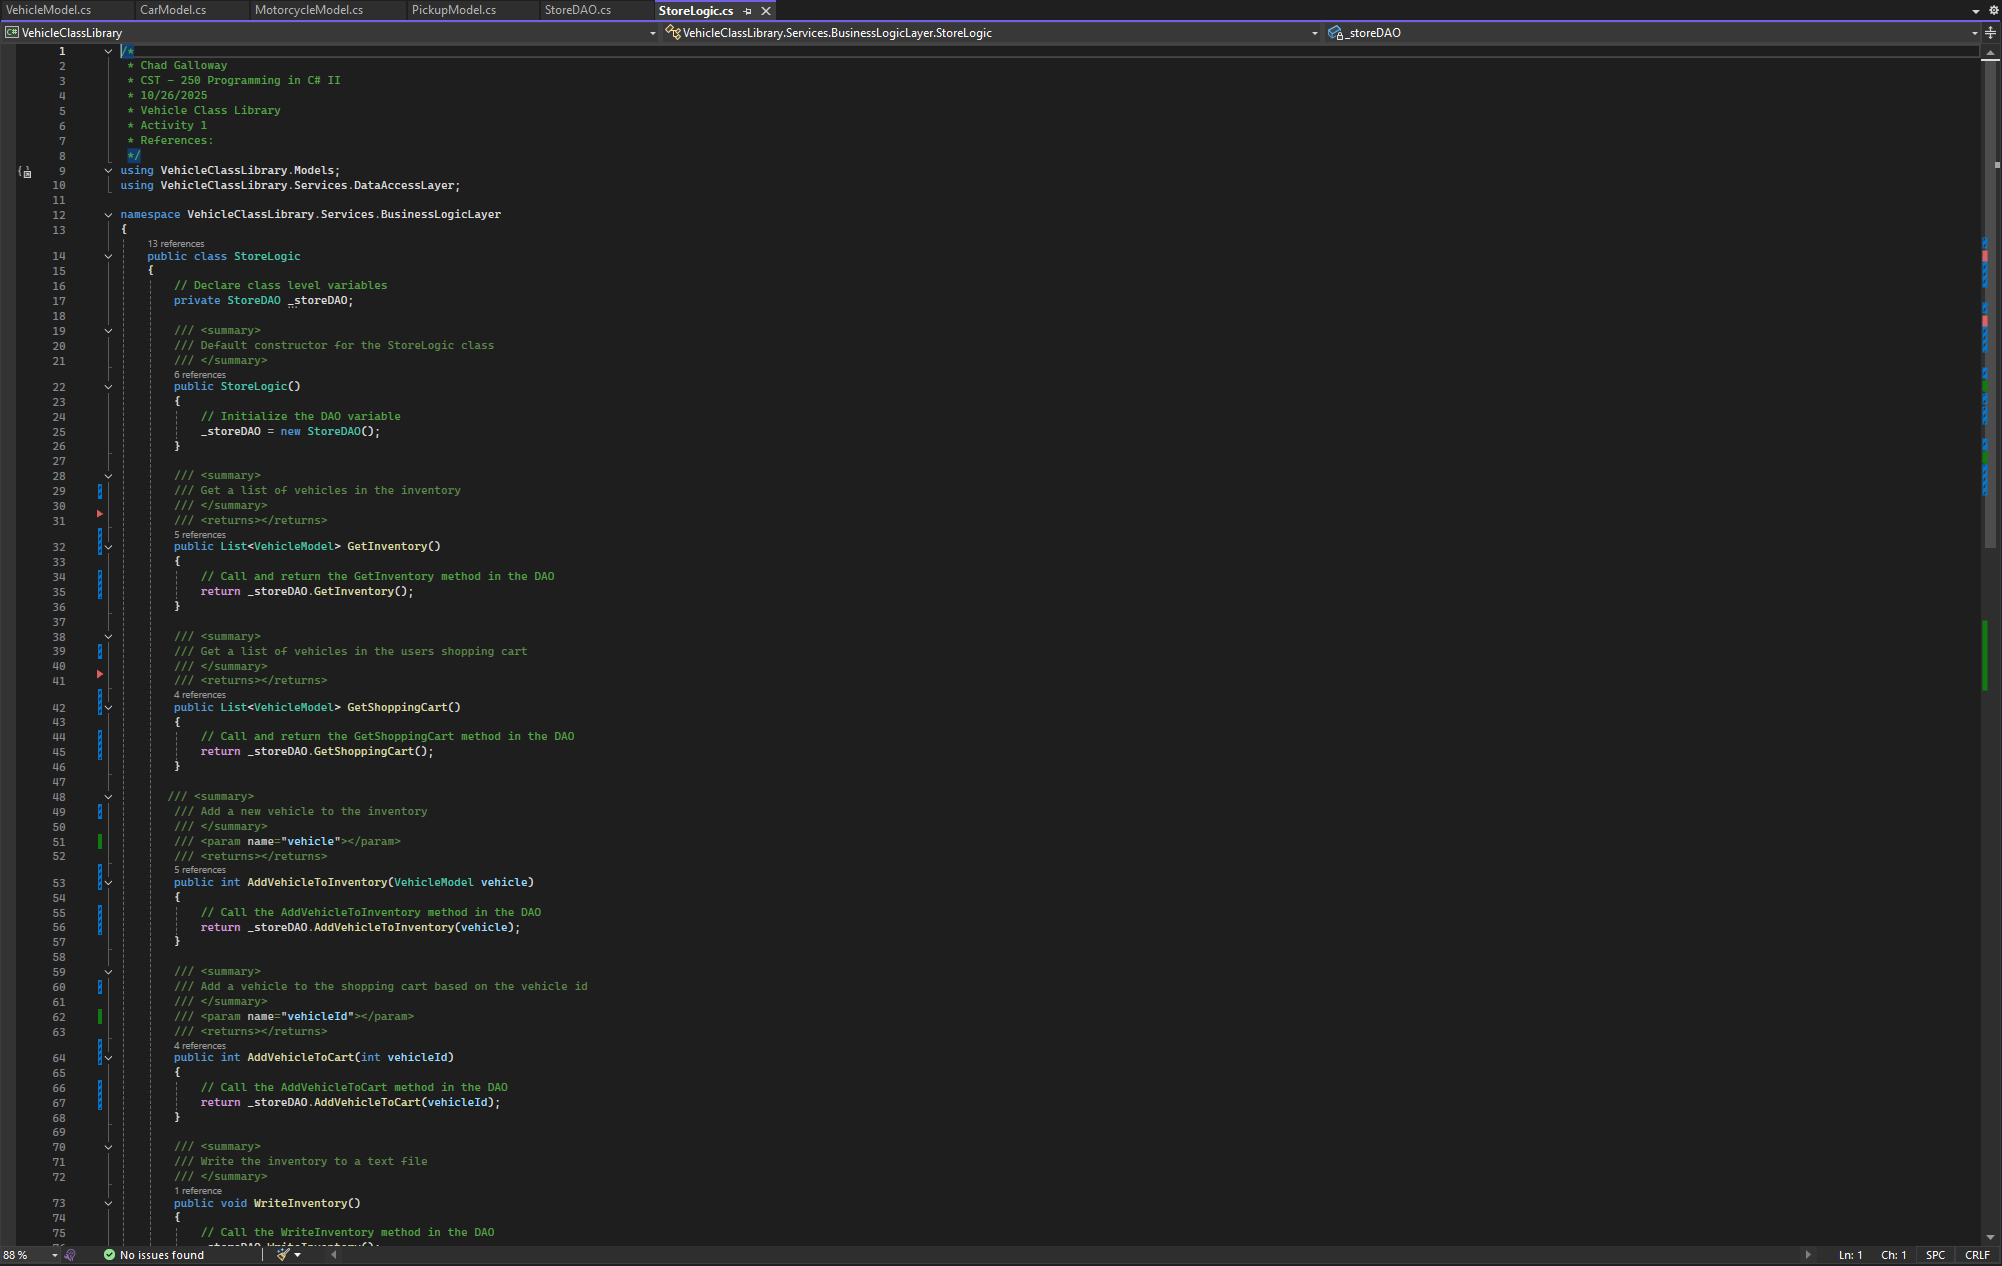 VehicleModel.cs CarModel.cs MotorcycleModel.cs PickupModel.cs StoreDAO.cs StoreLogic.cs
C# VehicleClassLibrary VehicleClassLibrary.Services.BusinessLogicLayer.StoreLogic _storeDAO
1 /*
2 * Chad Galloway
3 * CST - 250 Programming in C# II
4 * 10/26/2025
5 * Vehicle Class Library
6 * Activity 1
7 * References:
8 */
9 using VehicleClassLibrary.Models;
10 using VehicleClassLibrary.Services.DataAccessLayer;
11
12 namespace VehicleClassLibrary.Services.BusinessLogicLayer
13 {
13 references
14 public class StoreLogic
15 {
16 // Declare class level variables
17 private StoreDAO _storeDAO;
18
19 /// <summary>
20 /// Default constructor for the StoreLogic class
21 /// </summary>
6 references
22 public StoreLogic()
23 {
24 // Initialize the DAO variable
25 _storeDAO = new StoreDAO();
26 }
27
28 /// <summary>
29 /// Get a list of vehicles in the inventory
30 /// </summary>
31 /// <returns></returns>
5 references
32 public List<VehicleModel> GetInventory()
33 {
34 // Call and return the GetInventory method in the DAO
35 return _storeDAO.GetInventory();
36 }
37
38 /// <summary>
39 /// Get a list of vehicles in the users shopping cart
40 /// </summary>
41 /// <returns></returns>
4 references
42 public List<VehicleModel> GetShoppingCart()
43 {
44 // Call and return the GetShoppingCart method in the DAO
45 return _storeDAO.GetShoppingCart();
46 }
47
48 /// <summary>
49 /// Add a new vehicle to the inventory
50 /// </summary>
51 /// <param name="vehicle"></param>
52 /// <returns></returns>
5 references
53 public int AddVehicleToInventory(VehicleModel vehicle)
54 {
55 // Call the AddVehicleToInventory method in the DAO
56 return _storeDAO.AddVehicleToInventory(vehicle);
57 }
58
59 /// <summary>
60 /// Add a vehicle to the shopping cart based on the vehicle id
61 /// </summary>
62 /// <param name="vehicleId"></param>
63 /// <returns></returns>
4 references
64 public int AddVehicleToCart(int vehicleId)
65 {
66 // Call the AddVehicleToCart method in the DAO
67 return _storeDAO.AddVehicleToCart(vehicleId);
68 }
69
70 /// <summary>
71 /// Write the inventory to a text file
72 /// </summary>
1 reference
73 public void WriteInventory()
74 {
75 // Call the WriteInventory method in the DAO
76 _storeDAO.WriteInventory();
88 % No issues found Ln: 1 Ch: 1 SPC CRLF